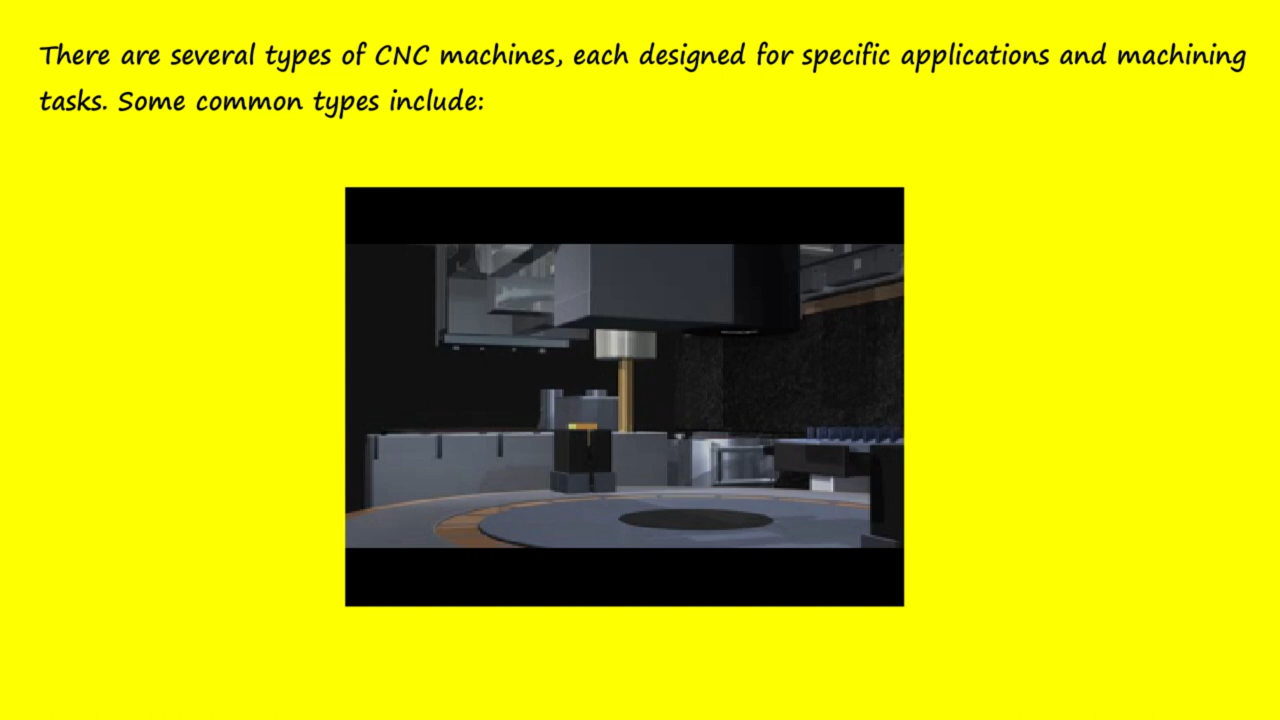 There are several types of CNC machines, each designed for specific applications and machining
tasks. Some common types include: